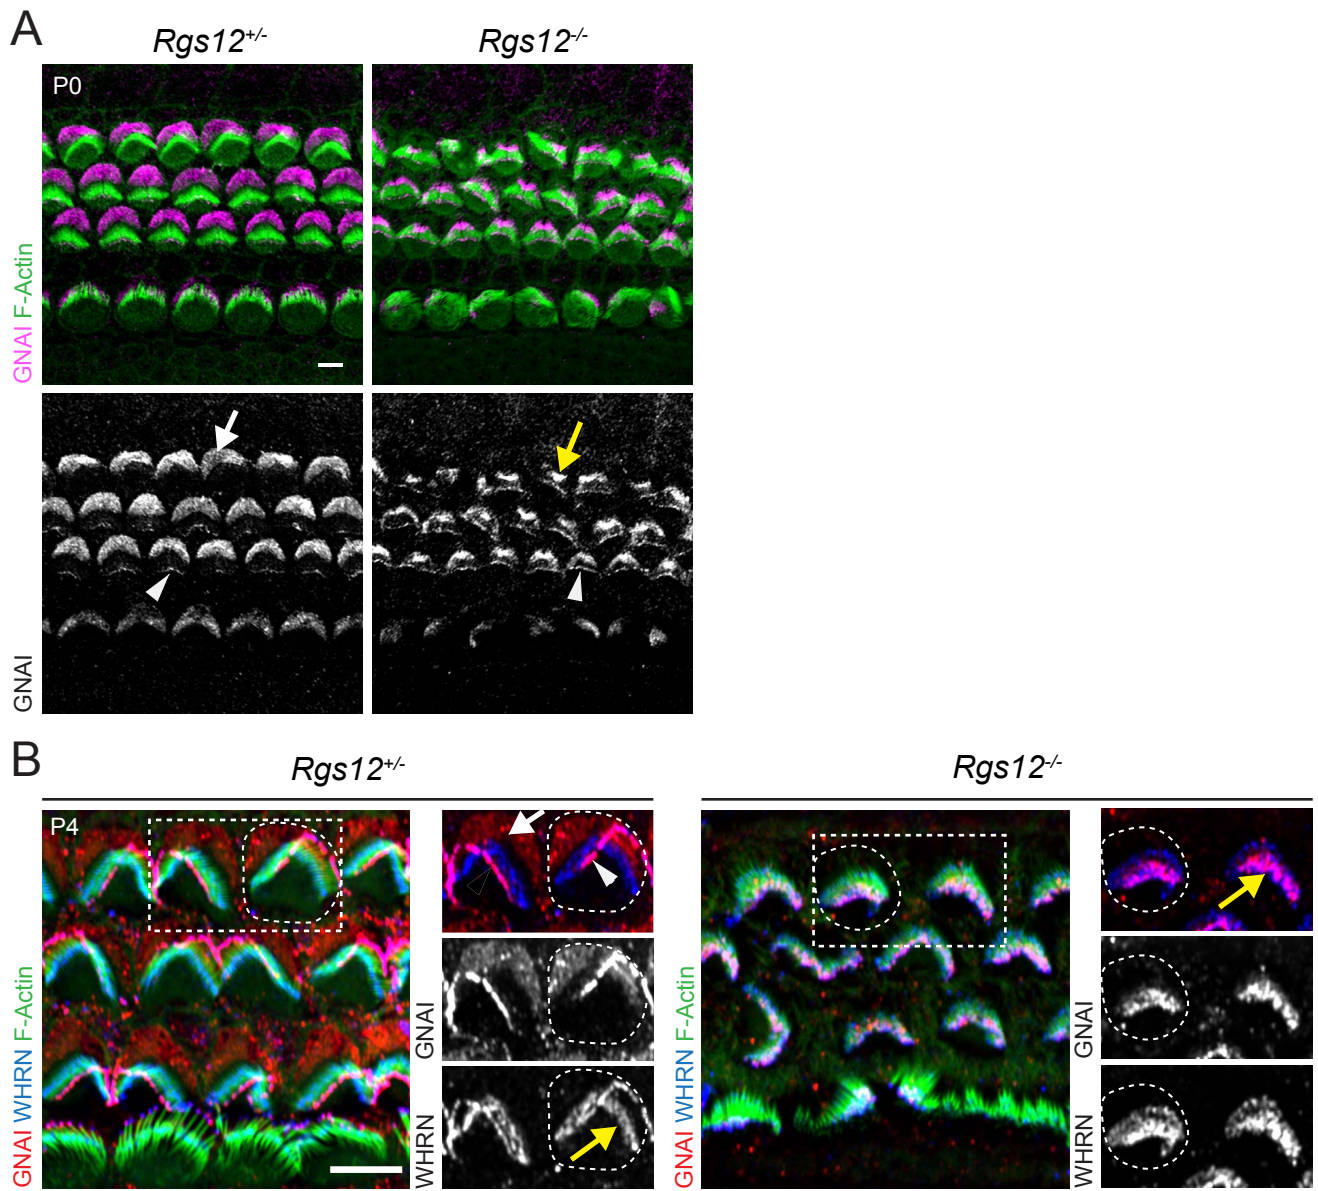 A
Rgs12+/-
Rgs12-/-
P0
GNAI F-Actin
GNAI
B
Rgs12+/-
Rgs12-/-
P4
GNAI WHRN F-Actin
GNAI
WHRN
GNAI WHRN F-Actin
GNAI
WHRN